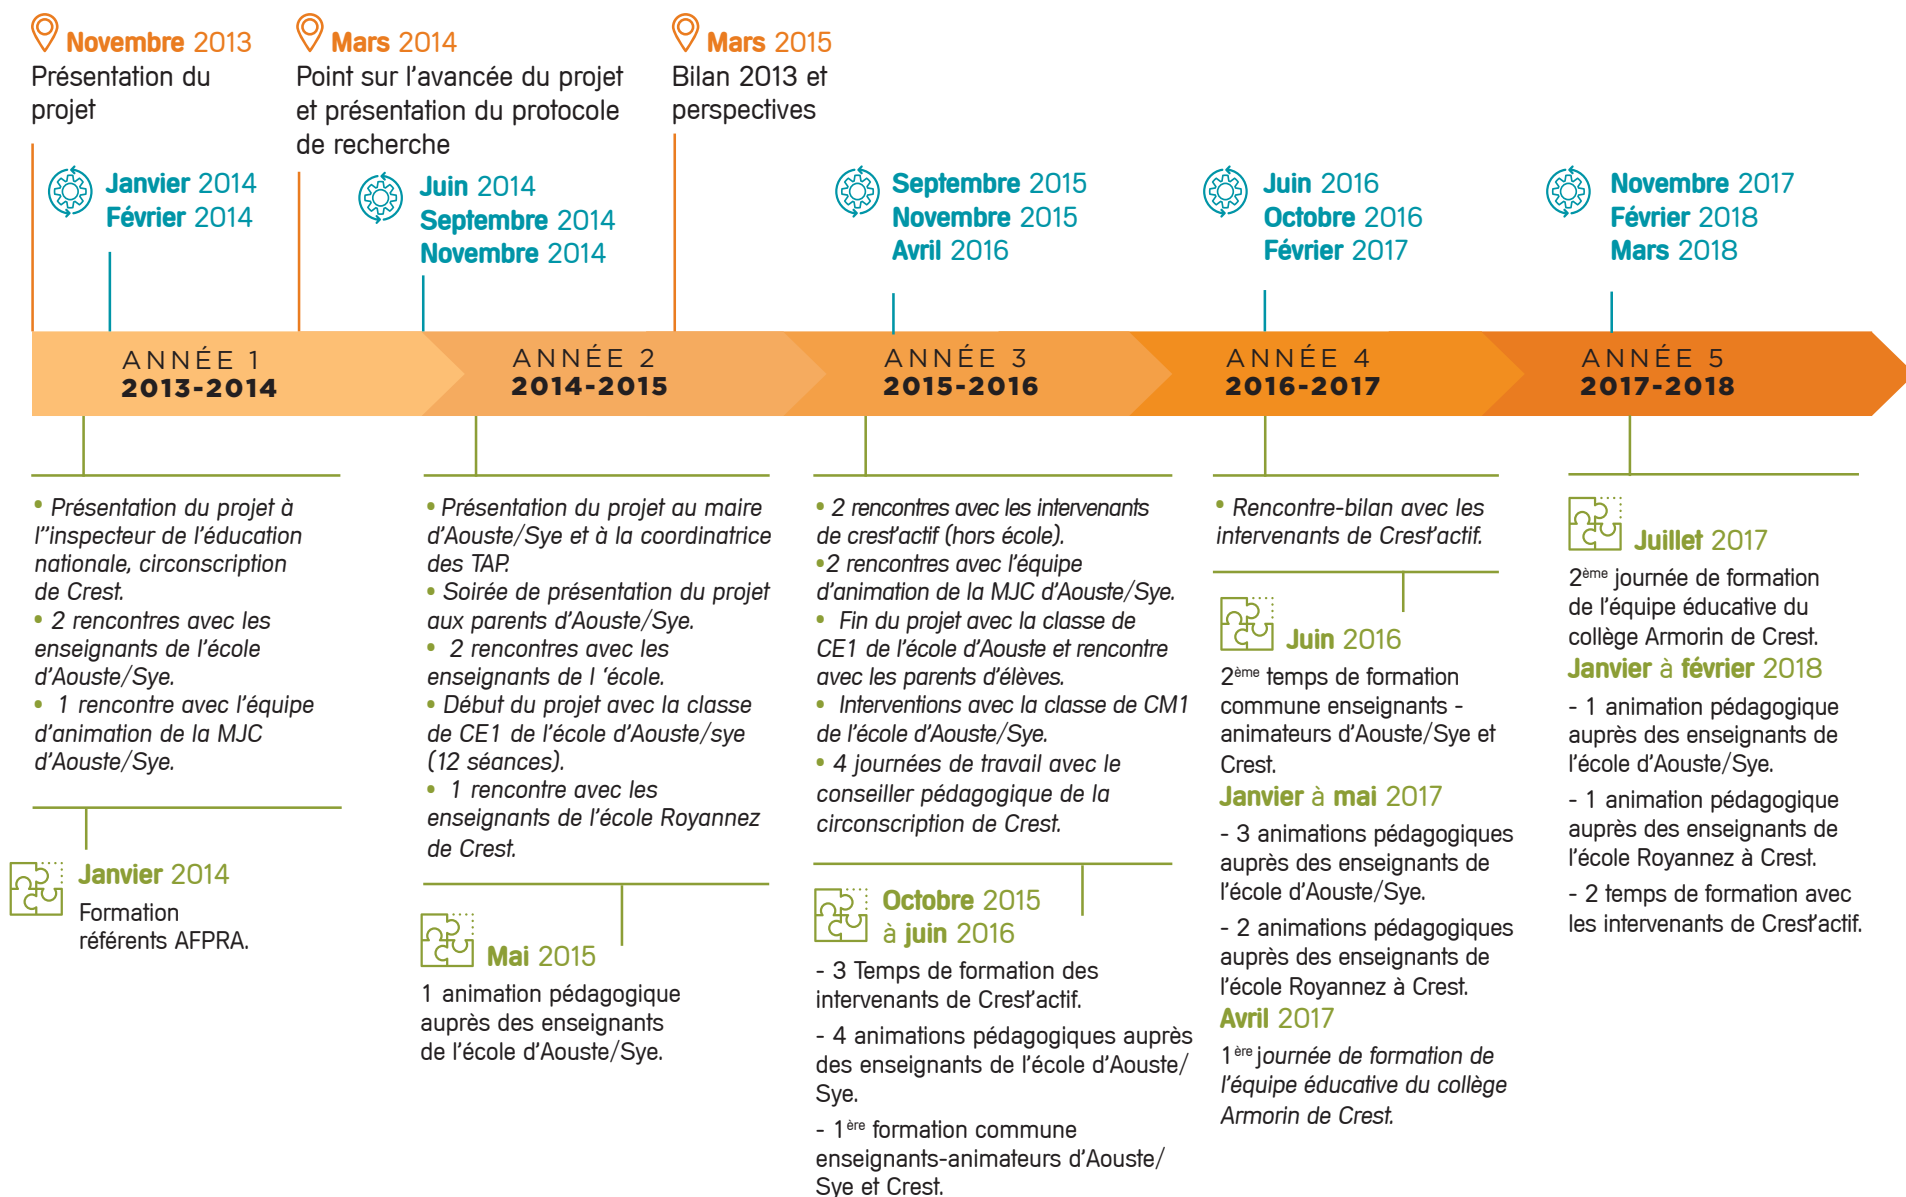 Novembre 2013
Présentation du
projet
Mars 2014
Point sur l'avancée du projet
et présentation du protocole
de recherche
Mars 2015
Bilan 2013 et
perspectives
Janvier 2014
Février 2014
Juin 2014
Septembre 2014
Novembre 2014
Septembre 2015
Novembre 2015
Avril 2016
Juin 2016
Octobre 2016
Février 2017
Novembre 2017
Février 2018
Mars 2018
ANNÉE 1
2013-2014
ANNÉE 2
2014-2015
ANNÉE 3
2015-2016
ANNÉE 4
2016-2017
ANNÉE 5
2017-2018
• Présentation du projet à
l''inspecteur de l'éducation
nationale, circonscription
de Crest.
• 2 rencontres avec les
enseignants de l'école
d'Aouste/Sye.
• 1 rencontre avec l'équipe
d'animation de la MJC
d'Aouste/Sye.
Janvier 2014
Formation
référents AFPRA.
• Présentation du projet au maire
d'Aouste/Sye et à la coordinatrice
des TAP.
• Soirée de présentation du projet
aux parents d'Aouste/Sye.
• 2 rencontres avec les
enseignants de l 'école.
• Début du projet avec la classe
de CE1 de l'école d'Aouste/sye
(12 séances).
• 1 rencontre avec les
enseignants de l'école Royannez
de Crest.
Mai 2015
1 animation pédagogique
auprès des enseignants
de l'école d'Aouste/Sye.
• 2 rencontres avec les intervenants
de crest'actif (hors école).
•2 rencontres avec l'équipe
d'animation de la MJC d'Aouste/Sye.
• Fin du projet avec la classe de
CE1 de l'école d'Aouste et rencontre
avec les parents d'élèves.
• Interventions avec la classe de CM1
de l'école d'Aouste/Sye.
• 4 journées de travail avec le
conseiller pédagogique de la
circonscription de Crest.
Octobre 2015
à juin 2016
- 3 Temps de formation des
intervenants de Crest'actif.
- 4 animations pédagogiques auprès
des enseignants de l'école d'Aouste/
Sye.
- 1ère formation commune
enseignants-animateurs d'Aouste/
Sye et Crest.
• Rencontre-bilan avec les
intervenants de Crest'actif.
Juin 2016
2ème temps de formation
commune enseignants -
animateurs d'Aouste/Sye et
Crest.
Janvier à mai 2017
- 3 animations pédagogiques
auprès des enseignants de
l'école d'Aouste/Sye.
- 2 animations pédagogiques
auprès des enseignants de
l'école Royannez à Crest.
Avril 2017
1ère journée de formation de
l'équipe éducative du collège
Armorin de Crest.
Juillet 2017
2ème journée de formation
de l'équipe éducative du
collège Armorin de Crest.
Janvier à février 2018
- 1 animation pédagogique
auprès des enseignants de
l'école d'Aouste/Sye.
- 1 animation pédagogique
auprès des enseignants de
l'école Royannez à Crest.
- 2 temps de formation avec
les intervenants de Crest'actif.